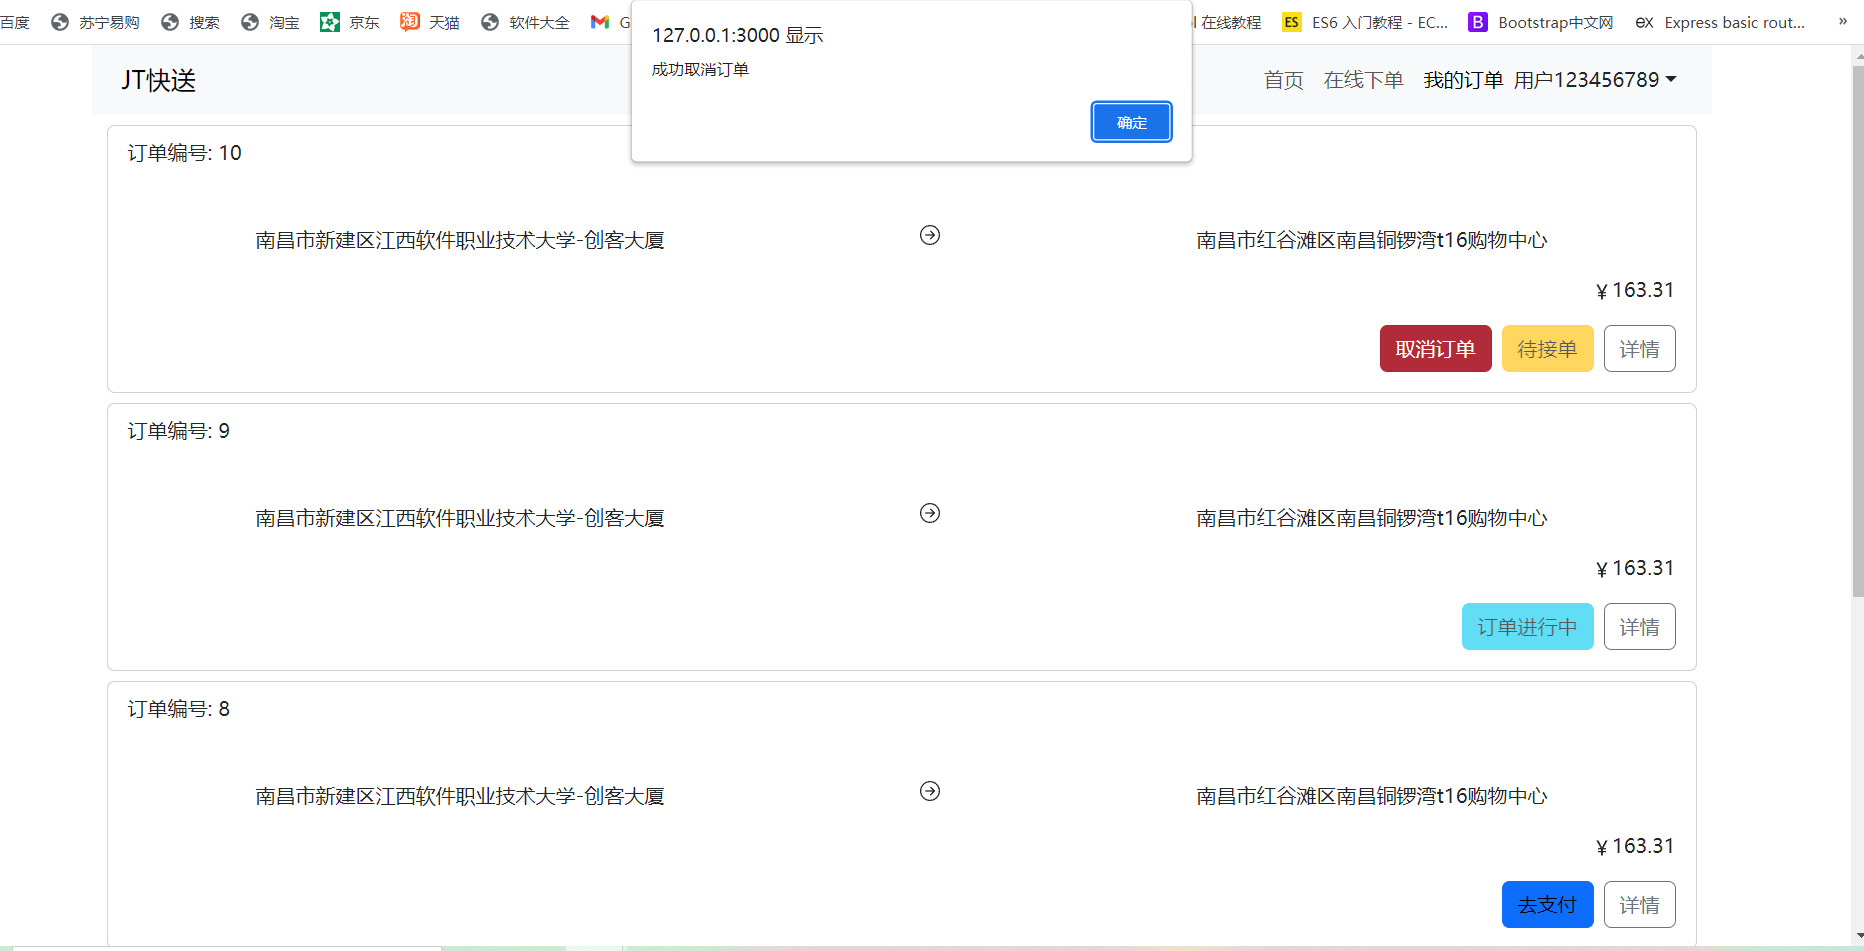 百度 苏宁易购 搜索 淘宝 京东 天猫 软件大全 G 在线教程 ES ES6 入门教程 - EC... B Bootstrap中文网 ex Express basic rout... »
127.0.0.1:3000 显示
成功取消订单
确定
JT快送 首页 在线下单 我的订单 用户123456789
订单编号: 10
南昌市新建区江西软件职业技术大学-创客大厦 南昌市红谷滩区南昌铜锣湾t16购物中心
¥ 163.31
取消订单 待接单 详情
订单编号: 9
南昌市新建区江西软件职业技术大学-创客大厦 南昌市红谷滩区南昌铜锣湾t16购物中心
¥ 163.31
订单进行中 详情
订单编号: 8
南昌市新建区江西软件职业技术大学-创客大厦 南昌市红谷滩区南昌铜锣湾t16购物中心
¥ 163.31
去支付 详情